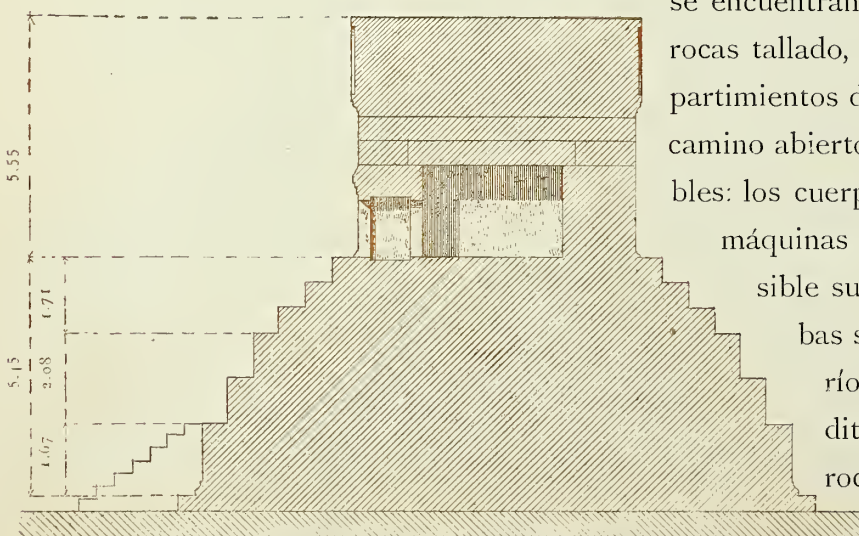 se encuentran
rocas tallado,
partimientos d
camino abierto
bles: los cuerp
máquinas
sible su
bas s
río
dit
roc
5.55
5.15
1.71
2.08
1.67